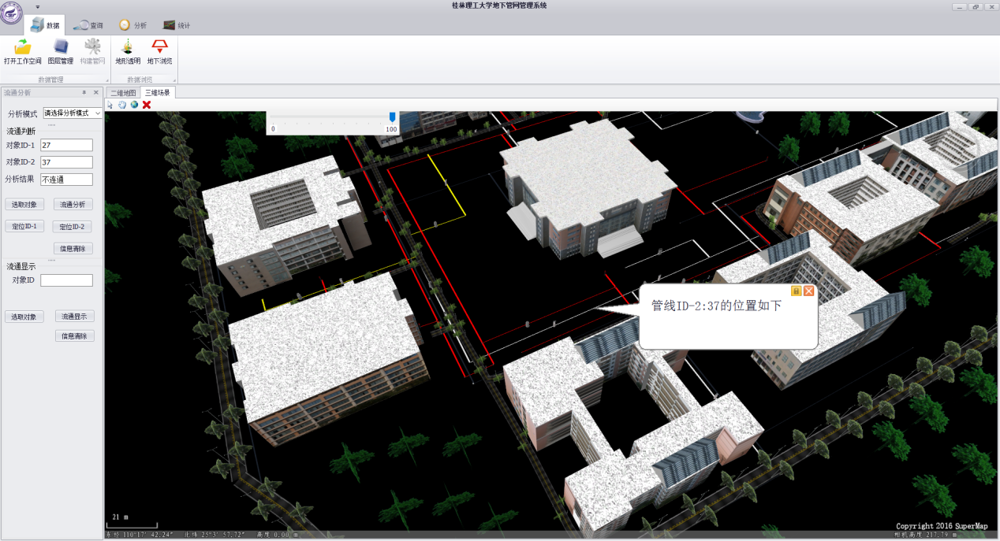 桂林理工大学地下管网管理系统
数据 查询 分析 统计
打开工作空间 图层管理 构建管网 地形透明 地下浏览
数据管理 数据浏览
流通分析
二维地图 三维场景
分析模式 请选择分析模式
0 100
流通判断
对象ID-1 27
对象ID-2 37
分析结果 不连通
选取对象 流通分析
定位ID-1 定位ID-2
信息清除
流通显示
对象ID
选取对象 流通显示
信息清除
管线ID-2:37的位置如下
21 m
Copyright 2016 SuperMap
东经 110°17' 42.24" 北纬 25°3' 57.72" 高度 0.00 m
相机高度 217.79 m